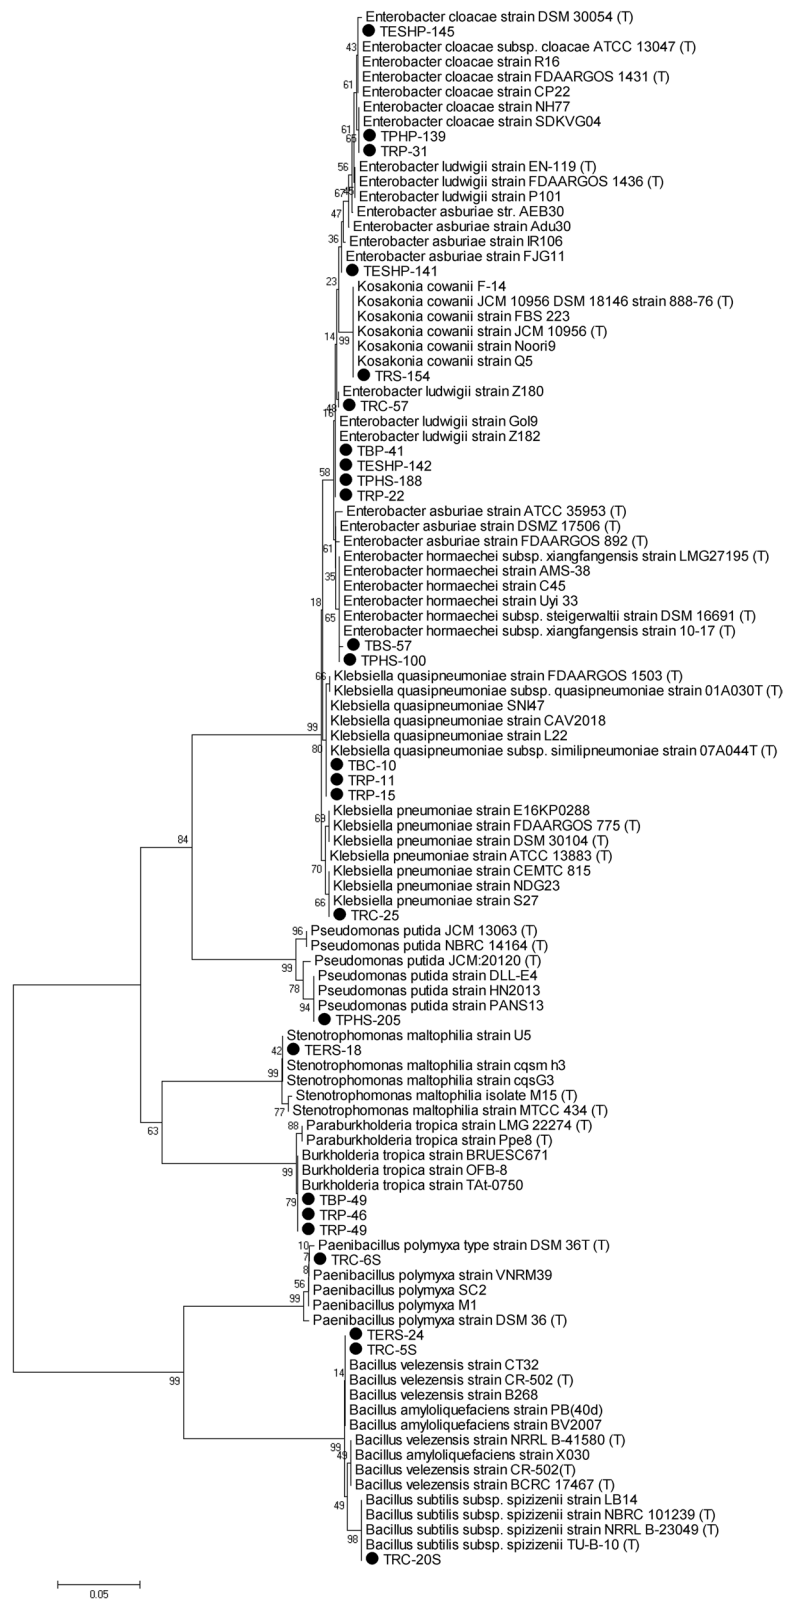 Enterobacter cloacae strain DSM 30054 (T)
TESHP-145
43
Enterobacter cloacae subsp. cloacae ATCC 13047 (T)
Enterobacter cloacae strain R16
Enterobacter cloacae strain FDAARGOS 1431 (T)
61
Enterobacter cloacae strain CP22
Enterobacter cloacae strain NH77
Enterobacter cloacae strain SDKVG04
61
TPHP-139
TRP-31
56
Enterobacter ludwigii strain EN-119 (T)
Enterobacter ludwigii strain FDAARGOS 1436 (T)
67
Enterobacter ludwigii strain P101
47
Enterobacter asburiae str. AEB30
Enterobacter asburiae strain Adu30
36
Enterobacter asburiae strain IR106
Enterobacter asburiae strain FJG11
TESHP-141
23
Kosakonia cowanii F-14
Kosakonia cowanii JCM 10956 DSM 18146 strain 888-76 (T)
Kosakonia cowanii strain FBS 223
14
Kosakonia cowanii strain JCM 10956 (T)
99
Kosakonia cowanii strain Noori9
Kosakonia cowanii strain Q5
TRS-154
Enterobacter ludwigii strain Z180
TRC-57
Enterobacter ludwigii strain Gol9
Enterobacter ludwigii strain Z182
TBP-41
58
TESHP-142
TPHS-188
TRP-22
Enterobacter asburiae strain ATCC 35953 (T)
Enterobacter asburiae strain DSMZ 17506 (T)
61
Enterobacter asburiae strain FDAARGOS 892 (T)
Enterobacter hormaechei subsp. xiangfangensis strain LMG27195 (T)
35
Enterobacter hormaechei strain AMS-38
Enterobacter hormaechei strain C45
18
Enterobacter hormaechei strain Uyi 33
65
Enterobacter hormaechei subsp. steigerwaltii strain DSM 16691 (T)
Enterobacter hormaechei subsp. xiangfangensis strain 10-17 (T)
TBS-57
TPHS-100
Klebsiella quasipneumoniae strain FDAARGOS 1503 (T)
Klebsiella quasipneumoniae subsp. quasipneumoniae strain 01A030T (T)
Klebsiella quasipneumoniae SNI47
99
Klebsiella quasipneumoniae strain CAV2018
Klebsiella quasipneumoniae strain L22
80
Klebsiella quasipneumoniae subsp. similipneumoniae strain 07A044T (T)
TBC-10
TRP-11
TRP-15
Klebsiella pneumoniae strain E16KP0288
Klebsiella pneumoniae strain FDAARGOS 775 (T)
84
Klebsiella pneumoniae strain DSM 30104 (T)
Klebsiella pneumoniae strain ATCC 13883 (T)
70
Klebsiella pneumoniae strain CEMTC 815
Klebsiella pneumoniae strain NDG23
66
Klebsiella pneumoniae strain S27
TRC-25
96
Pseudomonas putida JCM 13063 (T)
Pseudomonas putida NBRC 14164 (T)
Pseudomonas putida JCM:20120 (T)
99
Pseudomonas putida strain DLL-E4
78
Pseudomonas putida strain HN2013
Pseudomonas putida strain PANS13
94
TPHS-205
Stenotrophomonas maltophilia strain U5
42
TERS-18
Stenotrophomonas maltophilia strain cqsm h3
99
Stenotrophomonas maltophilia strain cqsG3
Stenotrophomonas maltophilia isolate M15 (T)
77
Stenotrophomonas maltophilia strain MTCC 434 (T)
88
Paraburkholderia tropica strain LMG 22274 (T)
63
Paraburkholderia tropica strain Ppe8 (T)
Burkholderia tropica strain BRUESC671
99
Burkholderia tropica strain OFB-8
Burkholderia tropica strain TAt-0750
79
TBP-49
TRP-46
TRP-49
10
Paenibacillus polymyxa type strain DSM 36T (T)
7
TRC-6S
8
Paenibacillus polymyxa strain VNRM39
56
Paenibacillus polymyxa SC2
99
Paenibacillus polymyxa M1
Paenibacillus polymyxa strain DSM 36 (T)
TERS-24
TRC-5S
Bacillus velezensis strain CT32
14
99
Bacillus velezensis strain CR-502 (T)
Bacillus velezensis strain B268
Bacillus amyloliquefaciens strain PB(40d)
Bacillus amyloliquefaciens strain BV2007
Bacillus velezensis strain NRRL B-41580 (T)
99
49
Bacillus amyloliquefaciens strain X030
Bacillus velezensis strain CR-502(T)
Bacillus velezensis strain BCRC 17467 (T)
49
Bacillus subtilis subsp. spizizenii strain LB14
Bacillus subtilis subsp. spizizenii strain NBRC 101239 (T)
Bacillus subtilis subsp. spizizenii strain NRRL B-23049 (T)
98
Bacillus subtilis subsp. spizizenii TU-B-10 (T)
TRC-20S
0.05